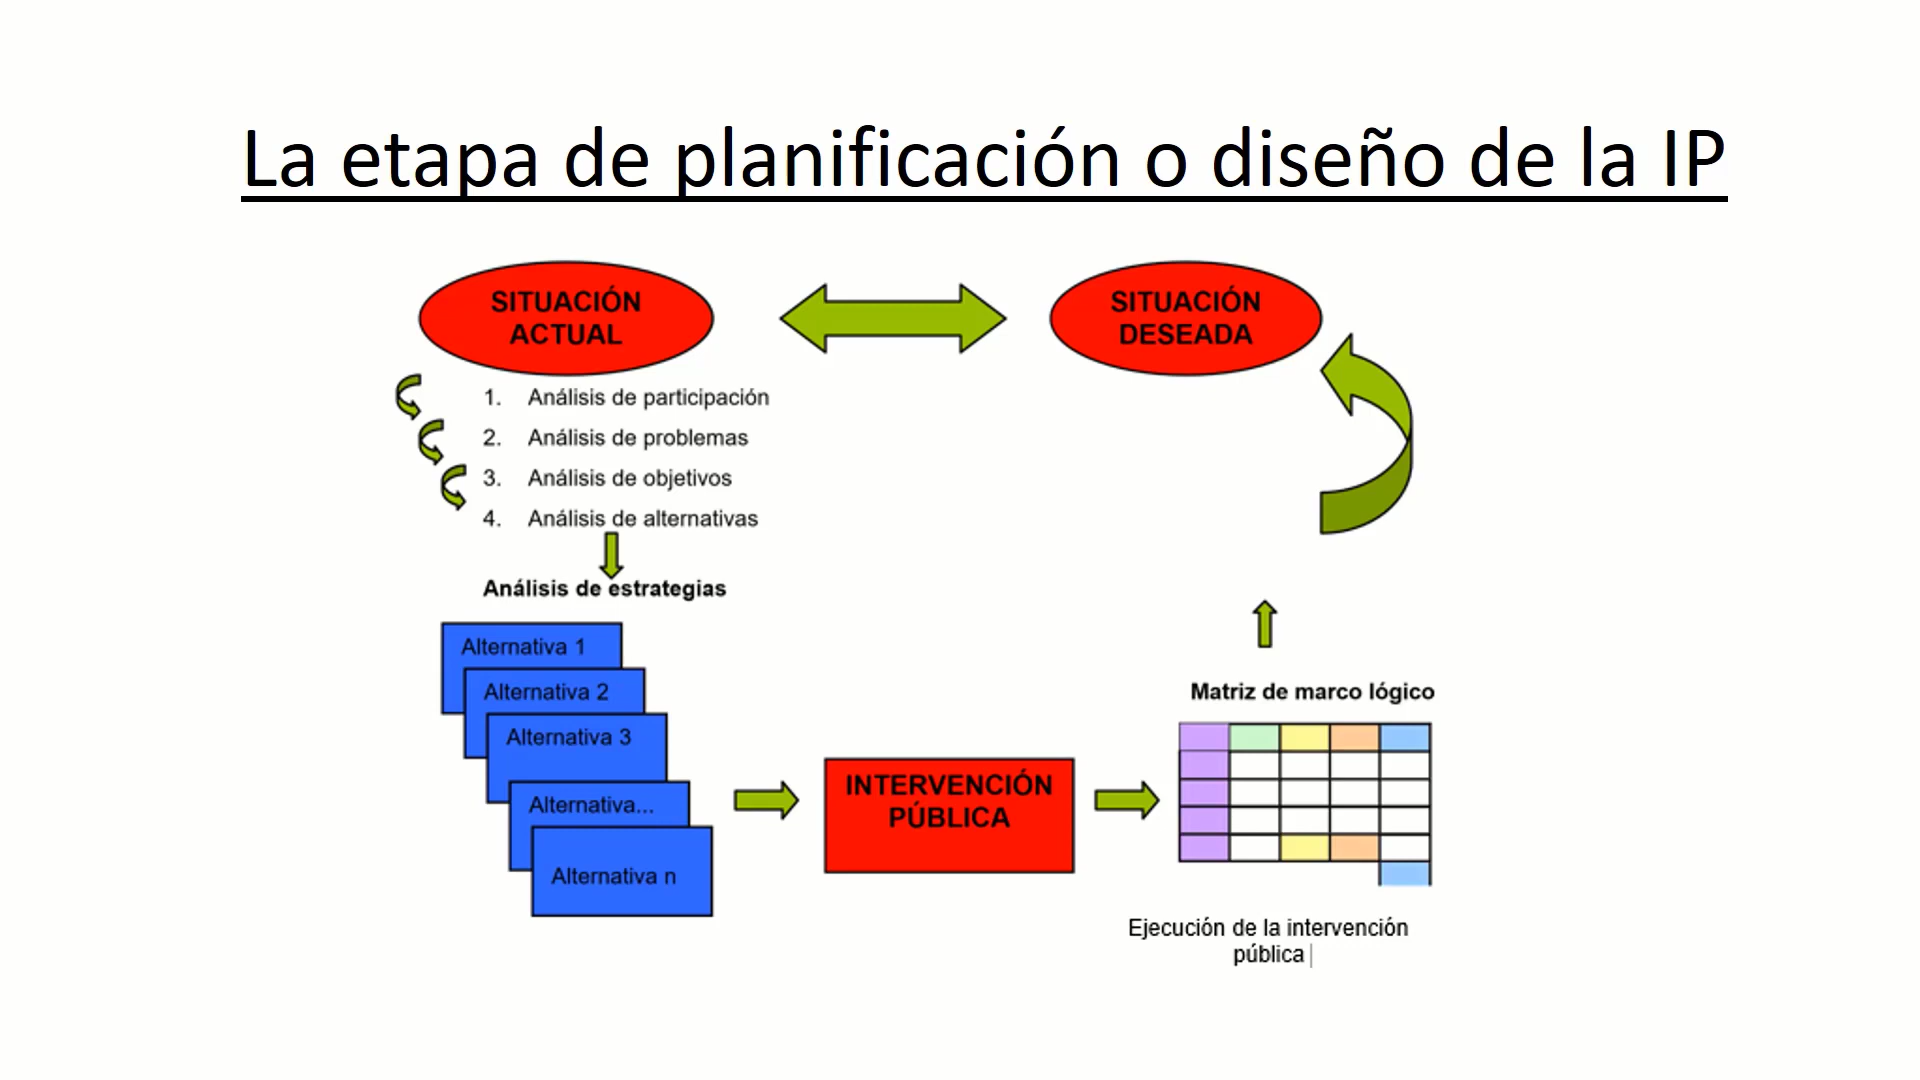 La etapa de planificación o diseño de la IP
SITUACIÓN
ACTUAL
SITUACIÓN
DESEADA
1. Análisis de participación
2. Análisis de problemas
3. Análisis de objetivos
4. Análisis de alternativas
Análisis de estrategias
Alternativa 1
Alternativa 2
Alternativa 3
Alternativa...
Alternativa n
INTERVENCIÓN
PÚBLICA
Matriz de marco lógico
Ejecución de la intervención
pública